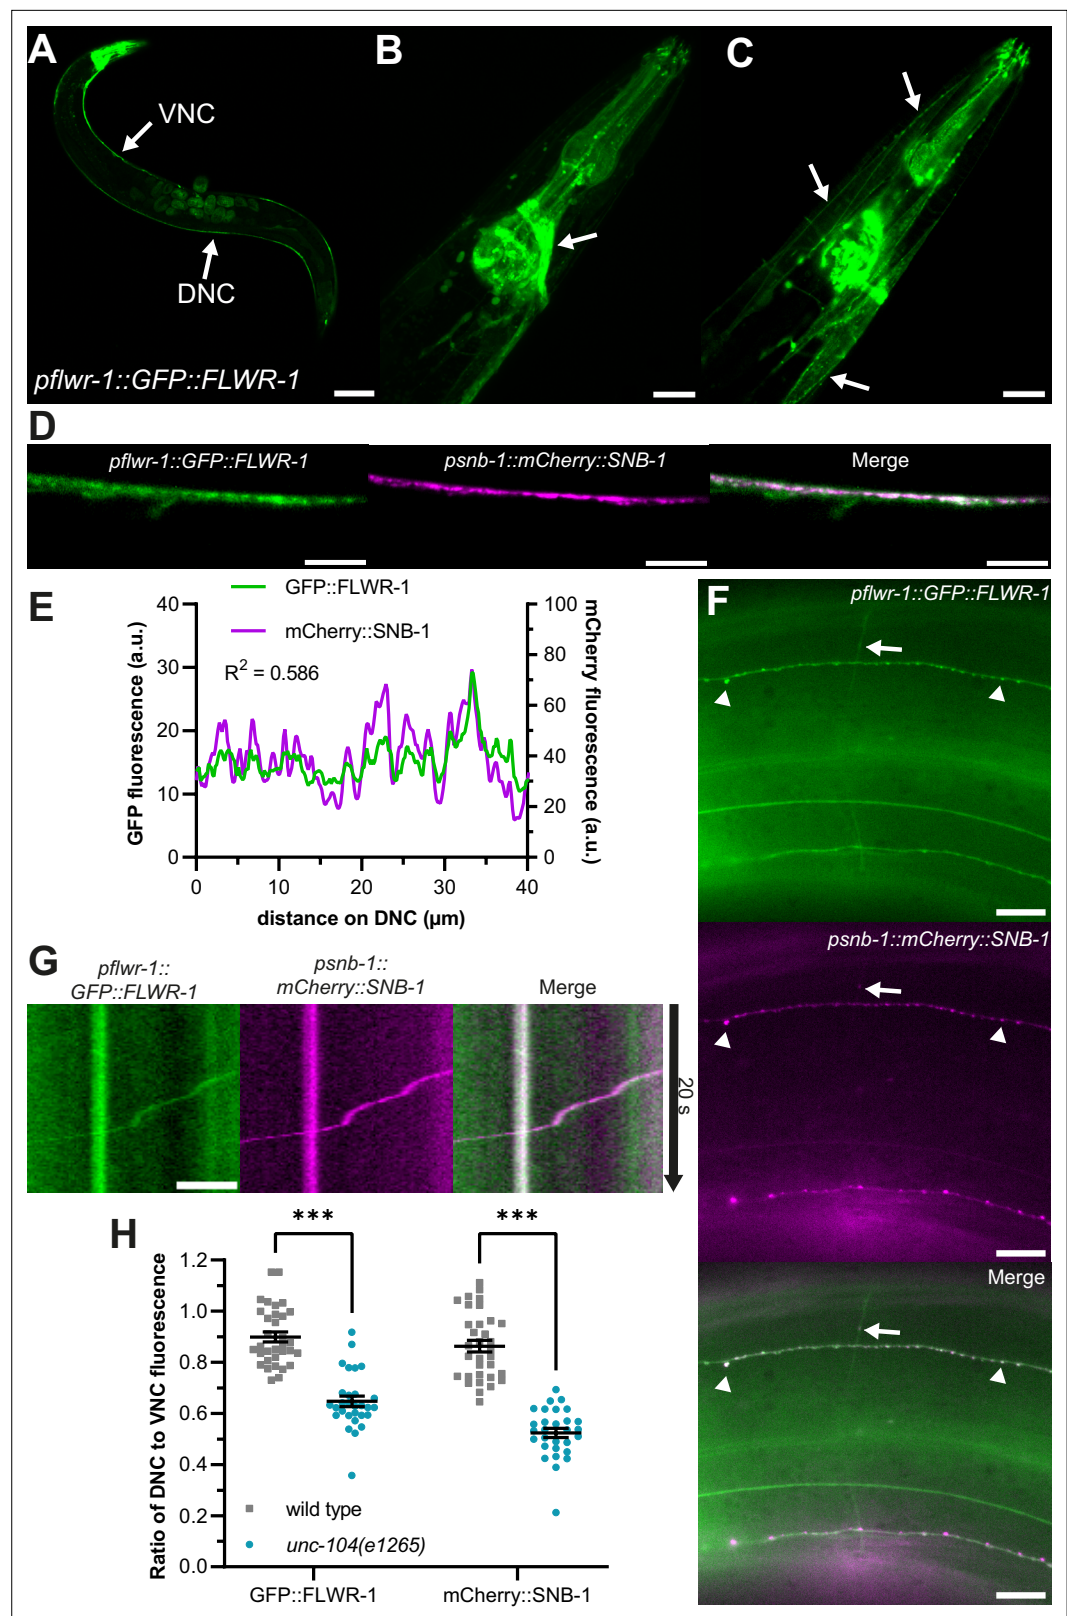 A
VNC
DNC
pflwr-1::GFP::FLWR-1
B
C
D
pflwr-1::GFP::FLWR-1
psnb-1::mCherry::SNB-1
Merge
E
GFP::FLWR-1
mCherry::SNB-1
R2 = 0.586
GFP fluorescence (a.u.)
40
30
20
10
0
mCherry fluorescence (a.u.)
100
80
60
40
20
0
0 10 20 30 40
distance on DNC (µm)
F
pflwr-1::GFP::FLWR-1
psnb-1::mCherry::SNB-1
Merge
G
pflwr-1::
GFP::FLWR-1
psnb-1::
mCherry::SNB-1
Merge
20 s
H
*** ***
Ratio of DNC to VNC fluorescence
1.2
1.0
0.8
0.6
0.4
0.2
0.0
wild type
unc-104(e1265)
GFP::FLWR-1 mCherry::SNB-1